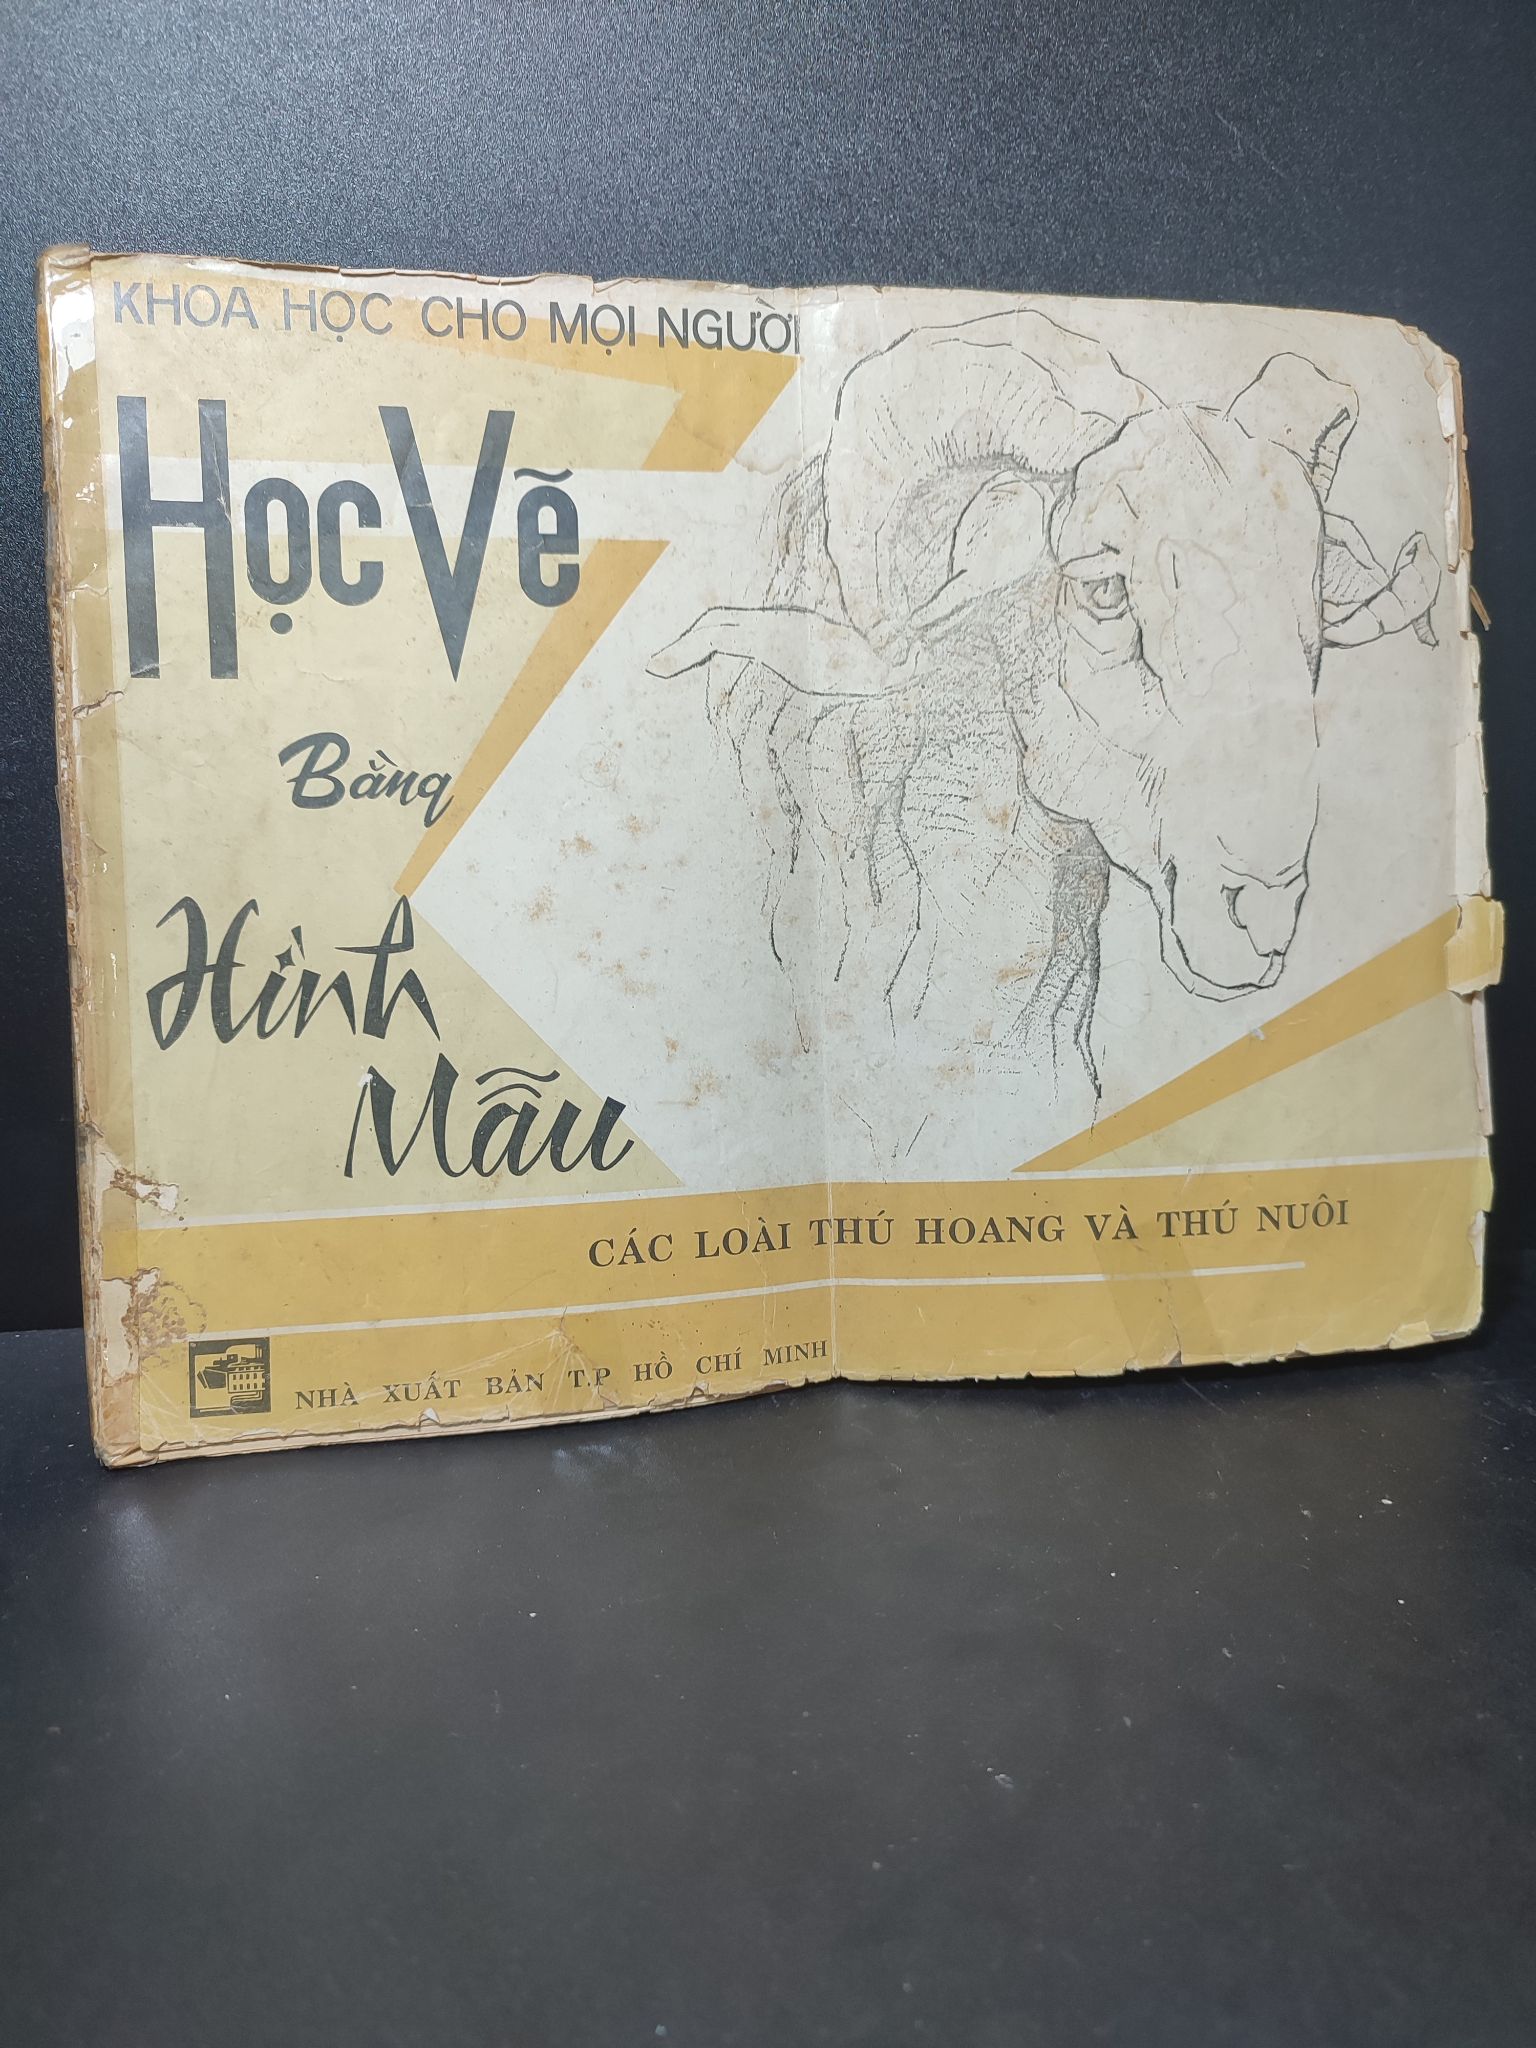 KHOA HỌC CHO MỌI NGƯỜI
HỌC VẼ
Bằng
Hình
Mẫu
CÁC LOÀI THÚ HOANG VÀ THÚ NUÔI
NHÀ XUẤT BẢN T.P HỒ CHÍ MINH